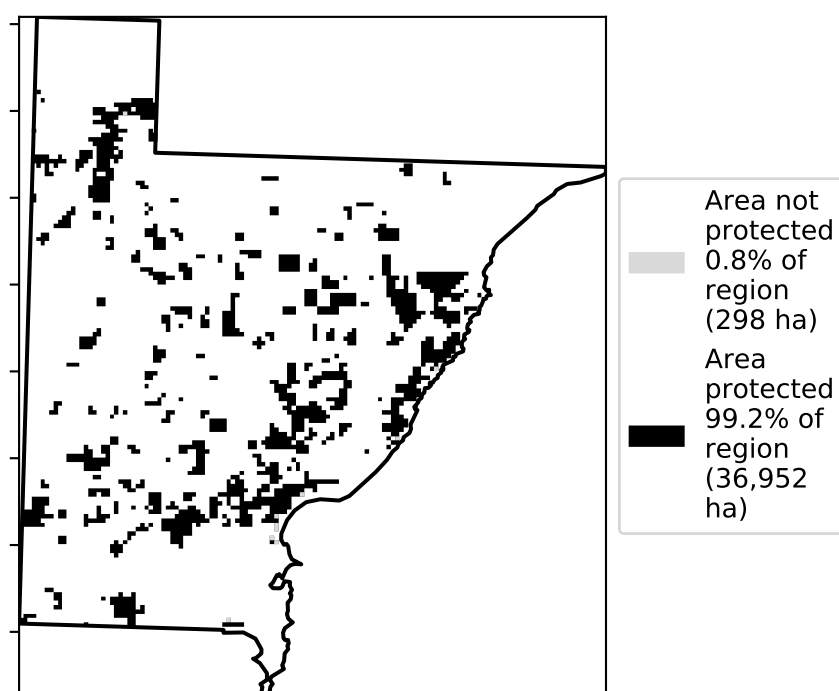 Area not
protected
0.8% of
region
(298 ha)
Area
protected
99.2% of
region
(36,952
ha)